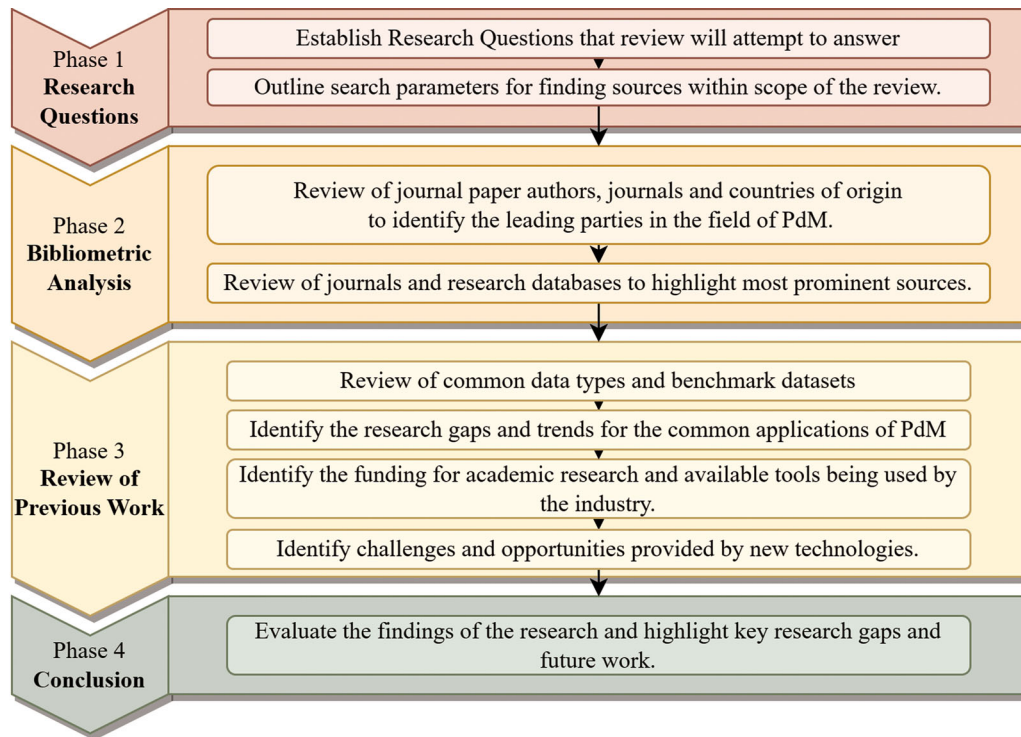 Phase 1
Research
Questions
Establish Research Questions that review will attempt to answer
Outline search parameters for finding sources within scope of the review.
Phase 2
Bibliometric
Analysis
Review of journal paper authors, journals and countries of origin
to identify the leading parties in the field of PdM.
Review of journals and research databases to highlight most prominent sources.
Phase 3
Review of
Previous Work
Review of common data types and benchmark datasets
Identify the research gaps and trends for the common applications of PdM
Identify the funding for academic research and available tools being used by
the industry.
Identify challenges and opportunities provided by new technologies.
Phase 4
Conclusion
Evaluate the findings of the research and highlight key research gaps and
future work.